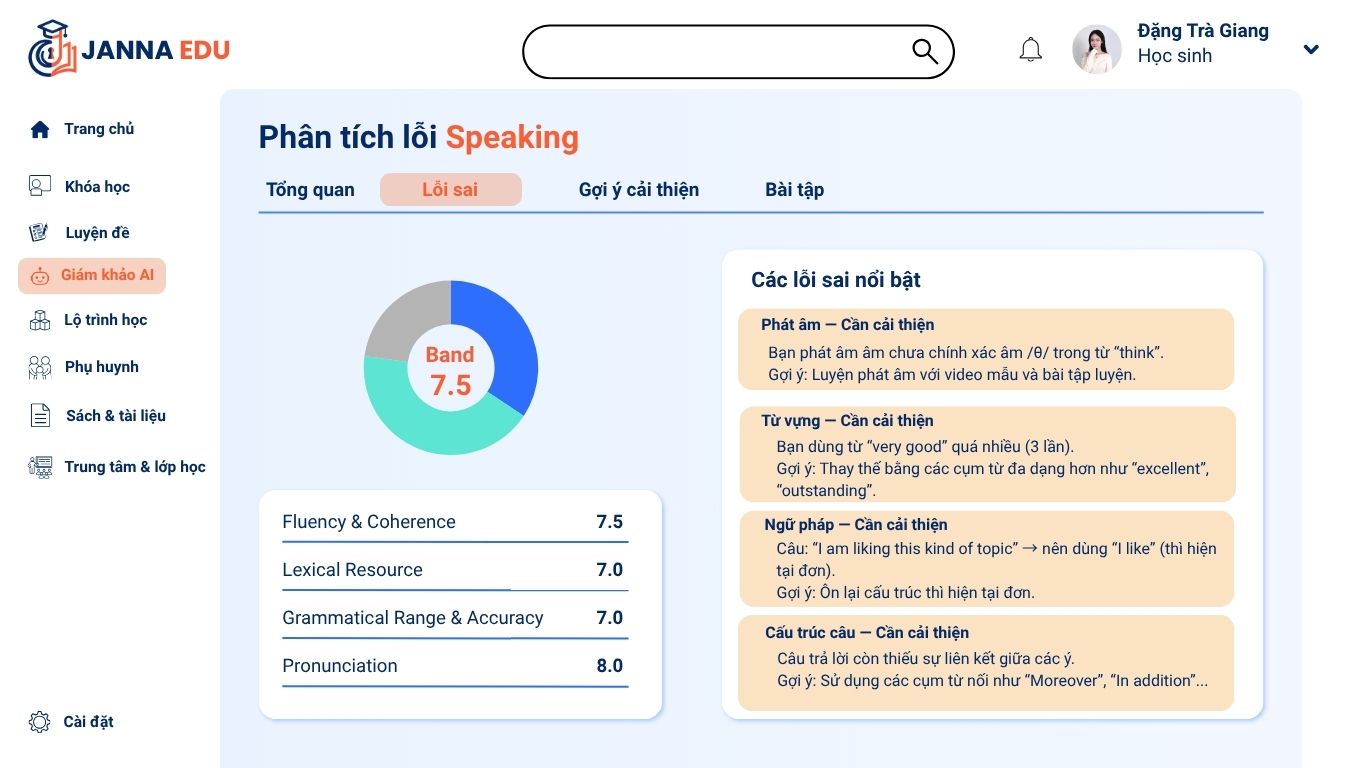 JANNA EDU
Đặng Trà Giang
Học sinh
Trang chủ
Khóa học
Luyện đề
Giám khảo AI
Lộ trình học
Phụ huynh
Sách & tài liệu
Trung tâm & lớp học
Cài đặt
Phân tích lỗi Speaking
Tổng quan
Lỗi sai
Gợi ý cải thiện
Bài tập
Band
7.5
Fluency & Coherence 7.5
Lexical Resource 7.0
Grammatical Range & Accuracy 7.0
Pronunciation 8.0
Các lỗi sai nổi bật
Phát âm — Cần cải thiện
Bạn phát âm âm chưa chính xác âm /θ/ trong từ “think”.
Gợi ý: Luyện phát âm với video mẫu và bài tập luyện.
Từ vựng — Cần cải thiện
Bạn dùng từ “very good” quá nhiều (3 lần).
Gợi ý: Thay thế bằng các cụm từ đa dạng hơn như “excellent”,
“outstanding”.
Ngữ pháp — Cần cải thiện
Câu: “I am liking this kind of topic” → nên dùng “I like” (thì hiện
tại đơn).
Gợi ý: Ôn lại cấu trúc thì hiện tại đơn.
Cấu trúc câu — Cần cải thiện
Câu trả lời còn thiếu sự liên kết giữa các ý.
Gợi ý: Sử dụng các cụm từ nối như “Moreover”, “In addition”...